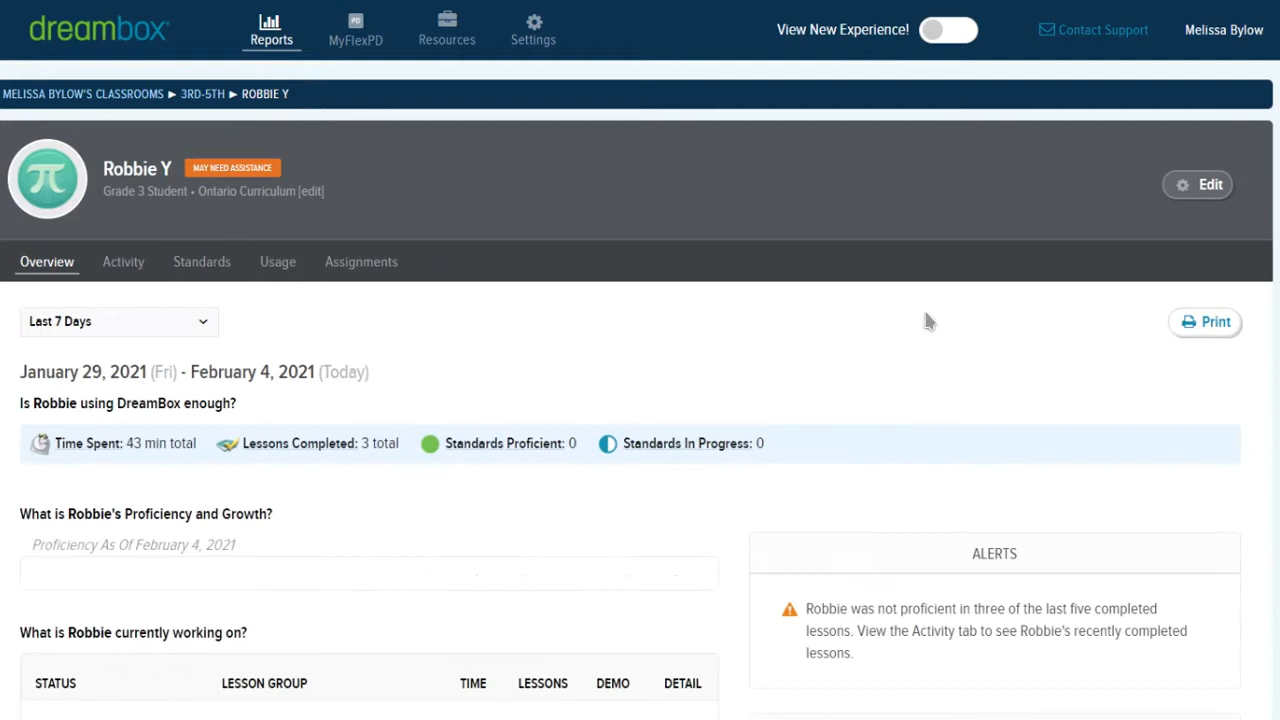 dreambox
Reports
PD
MyFlexPD
Resources
Settings
View New Experience!
Contact Support
Melissa Bylow
MELISSA BYLOW'S CLASSROOMS ▶ 3RD-5TH ▶ ROBBIE Y
π
Robbie Y
MAY NEED ASSISTANCE
Grade 3 Student • Ontario Curriculum [edit]
Edit
Overview
Activity
Standards
Usage
Assignments
Last 7 Days
Print
January 29, 2021 (Fri) - February 4, 2021 (Today)
Is Robbie using DreamBox enough?
Time Spent: 43 min total
Lessons Completed: 3 total
Standards Proficient: 0
Standards In Progress: 0
What is Robbie's Proficiency and Growth?
Proficiency As Of February 4, 2021
What is Robbie currently working on?
STATUS
LESSON GROUP
TIME
LESSONS
DEMO
DETAIL
ALERTS
Robbie was not proficient in three of the last five completed
lessons. View the Activity tab to see Robbie's recently completed
lessons.